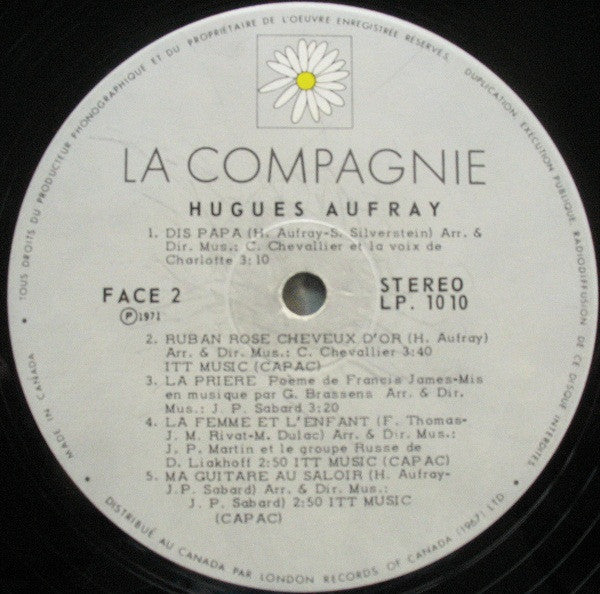 • TOUS DROITS DU PRODUCTEUR PHONOGRAPHIQUE ET DU PROPRIETAIRE DE L'OEUVRE ENREGISTREE RESERVES. DUPLICATION, EXECUTION PUBLIQUE, RADIODIFFUSION DE CE DISQUE INTERDITES •
LA COMPAGNIE
HUGUES AUFRAY
1. DIS PAPA (H. Aufray-S. Silverstein) Arr. &
Dir. Mus.: C. Chevallier et la voix de
Charlotte 3:10
FACE 2
Ⓟ1971
STEREO
LP. 1010
2. RUBAN ROSE CHEVEUX D'OR (H. Aufray)
Arr. & Dir. Mus.: C. Chevallier 3:40
ITT MUSIC (CAPAC)
3. LA PRIERE Poème de Francis James-Mis
en musique par G. Brassens Arr. & Dir.
Mus.: J. P. Sabard 3:20
4. LA FEMME ET L'ENFANT (F. Thomas-
J. M. Rivat-M. Dulac) Arr. & Dir. Mus.:
J. P. Martin et le groupe Russe de
D. Liakhoff 2:50 ITT MUSIC (CAPAC)
5. MA GUITARE AU SALOIR (H. Aufray-
J.P. Sabard) Arr. & Dir. Mus.:
J. P. Sabard) 2:50 ITT MUSIC
(CAPAC)
MADE IN CANADA
• DISTRIBUÉ AU CANADA PAR LONDON RECORDS OF CANADA (1967) LTD •